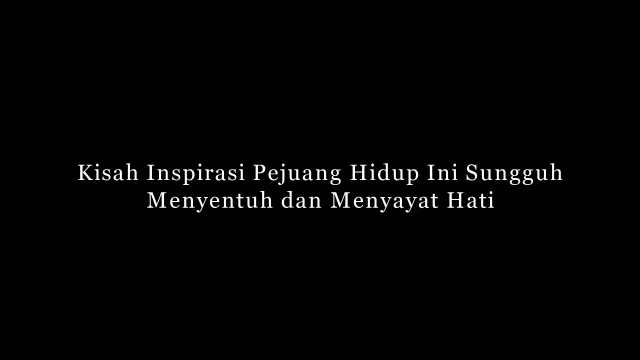 Kisah Inspirasi Pejuang Hidup Ini Sungguh
Menyentuh dan Menyayat Hati